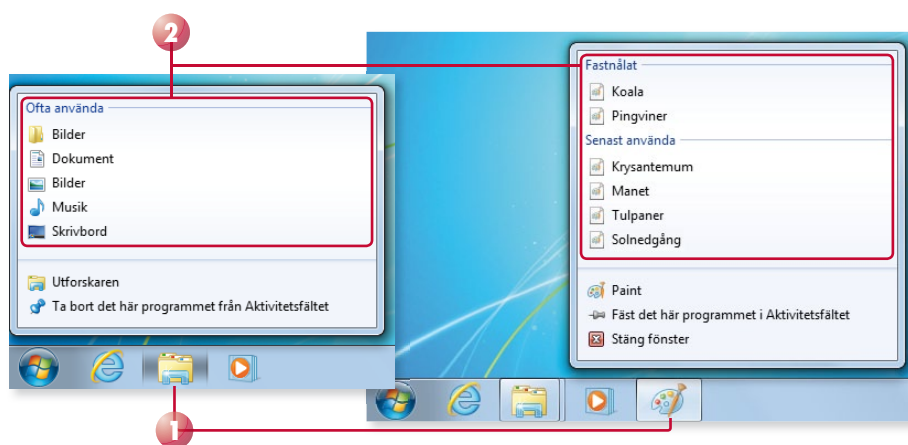 2
Ofta använda
Bilder
Dokument
Bilder
Musik
Skrivbord
Utforskaren
Ta bort det här programmet från Aktivitetsfältet
Fastnålat
Koala
Pingviner
Senast använda
Krysantemum
Manet
Tulpaner
Solnedgång
Paint
Fäst det här programmet i Aktivitetsfältet
Stäng fönster
1